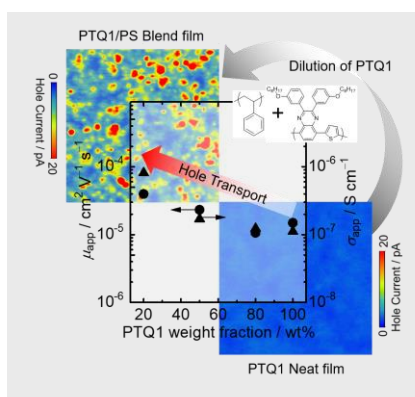 PTQ1/PS Blend film
Dilution of PTQ1
0
20
Hole Current / pA
C₈H₁₇
C₈H₁₇
O
O
N
N
S
+
Hole Transport
10⁻⁴
10⁻⁵
10⁻⁶
μapp / cm² V⁻¹ s⁻¹
10⁻⁶
10⁻⁷
10⁻⁸
σapp / S cm⁻¹
20 40 60 80 100
PTQ1 weight fraction / wt%
20
0
Hole Current / pA
PTQ1 Neat film